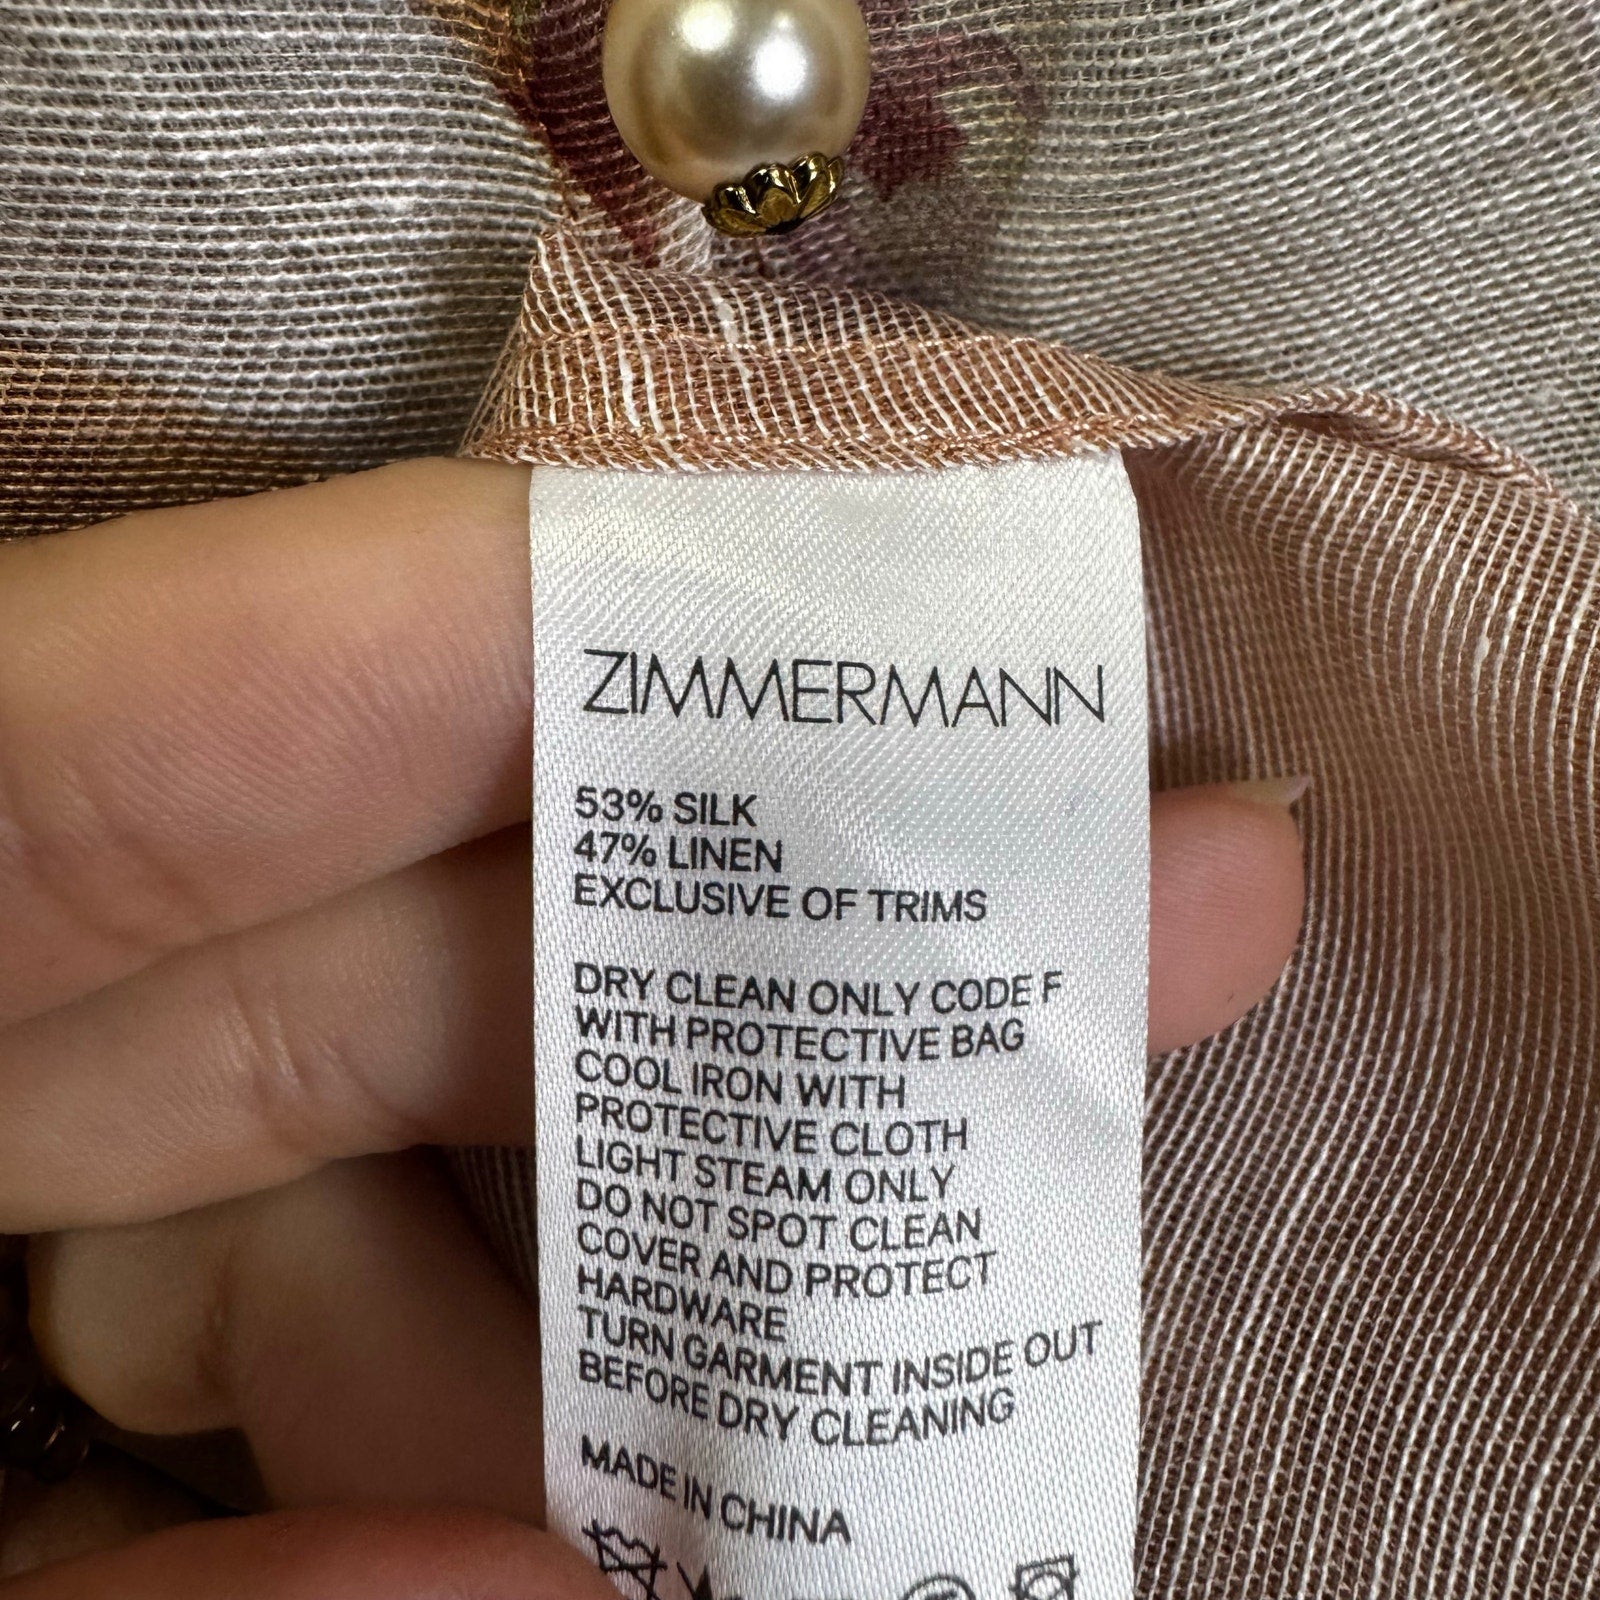 ZIMMERMANN
53% SILK
47% LINEN
EXCLUSIVE OF TRIMS
DRY CLEAN ONLY CODE F
WITH PROTECTIVE BAG
COOL IRON WITH
PROTECTIVE CLOTH
LIGHT STEAM ONLY
DO NOT SPOT CLEAN
COVER AND PROTECT
HARDWARE
TURN GARMENT INSIDE OUT
BEFORE DRY CLEANING
MADE IN CHINA